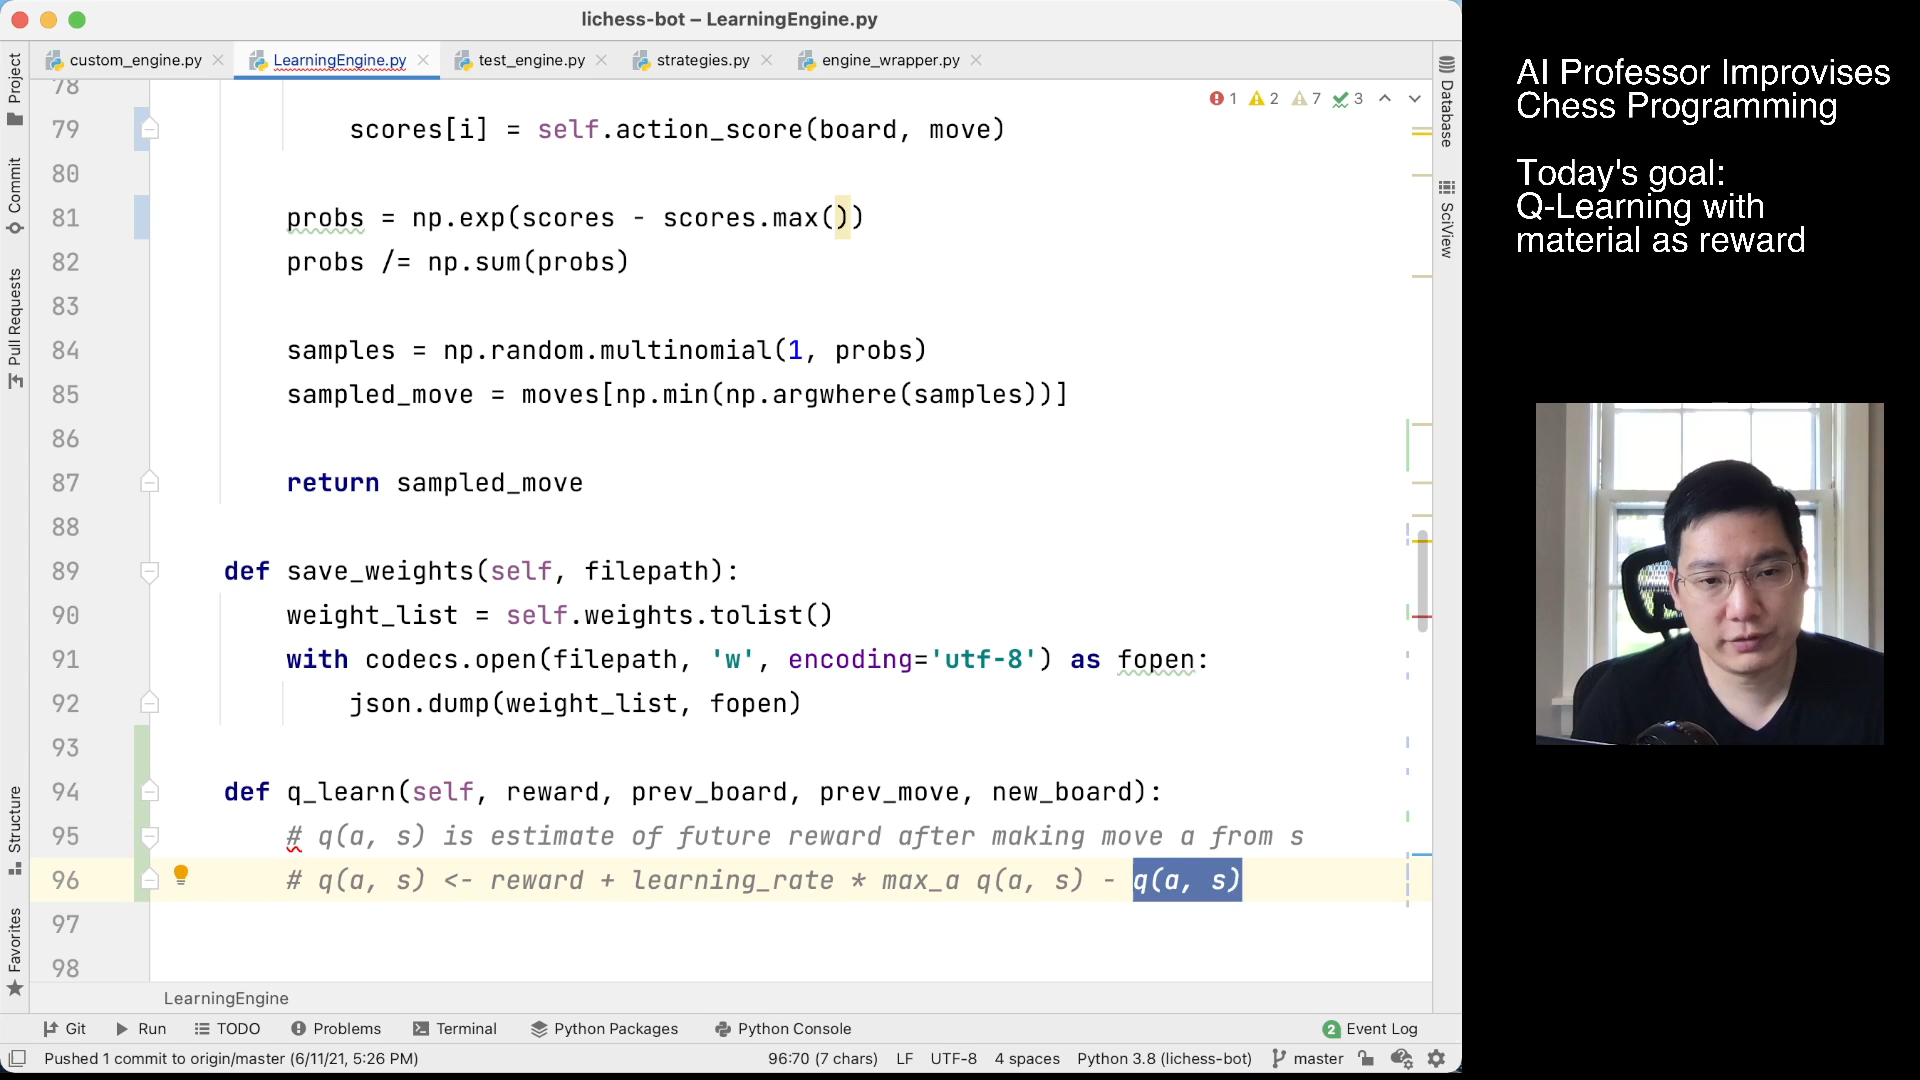 lichess-bot – LearningEngine.py
custom_engine.py
LearningEngine.py
test_engine.py
strategies.py
engine_wrapper.py
Project
Commit
Pull Requests
Structure
Favorites
Database
SciView
1 2 7 3
78
79 scores[i] = self.action_score(board, move)
80
81 probs = np.exp(scores - scores.max())
82 probs /= np.sum(probs)
83
84 samples = np.random.multinomial(1, probs)
85 sampled_move = moves[np.min(np.argwhere(samples))]
86
87 return sampled_move
88
89 def save_weights(self, filepath):
90 weight_list = self.weights.tolist()
91 with codecs.open(filepath, 'w', encoding='utf-8') as fopen:
92 json.dump(weight_list, fopen)
93
94 def q_learn(self, reward, prev_board, prev_move, new_board):
95 # q(a, s) is estimate of future reward after making move a from s
96 # q(a, s) <- reward + learning_rate * max_a q(a, s) - q(a, s)
97
98
LearningEngine
Git
Run
TODO
Problems
Terminal
Python Packages
Python Console
2 Event Log
Pushed 1 commit to origin/master (6/11/21, 5:26 PM)
96:70 (7 chars)
LF
UTF-8
4 spaces
Python 3.8 (lichess-bot)
master
AI Professor Improvises
Chess Programming
Today's goal:
Q-Learning with
material as reward